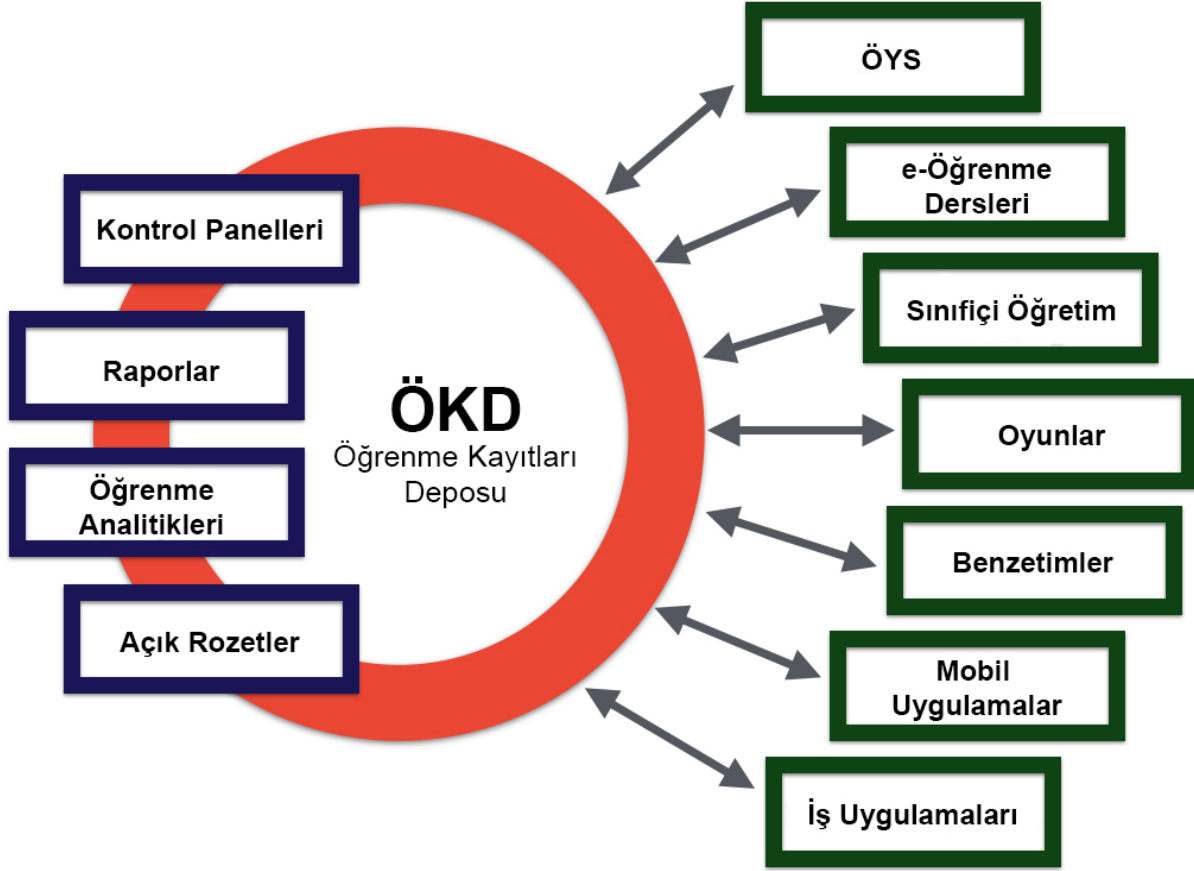 Kontrol Panelleri
Raporlar
Öğrenme
Analitikleri
Açık Rozetler
ÖKD
Öğrenme Kayıtları
Deposu
ÖYS
e-Öğrenme
Dersleri
Sınıfiçi Öğretim
Oyunlar
Benzetimler
Mobil
Uygulamalar
İş Uygulamaları